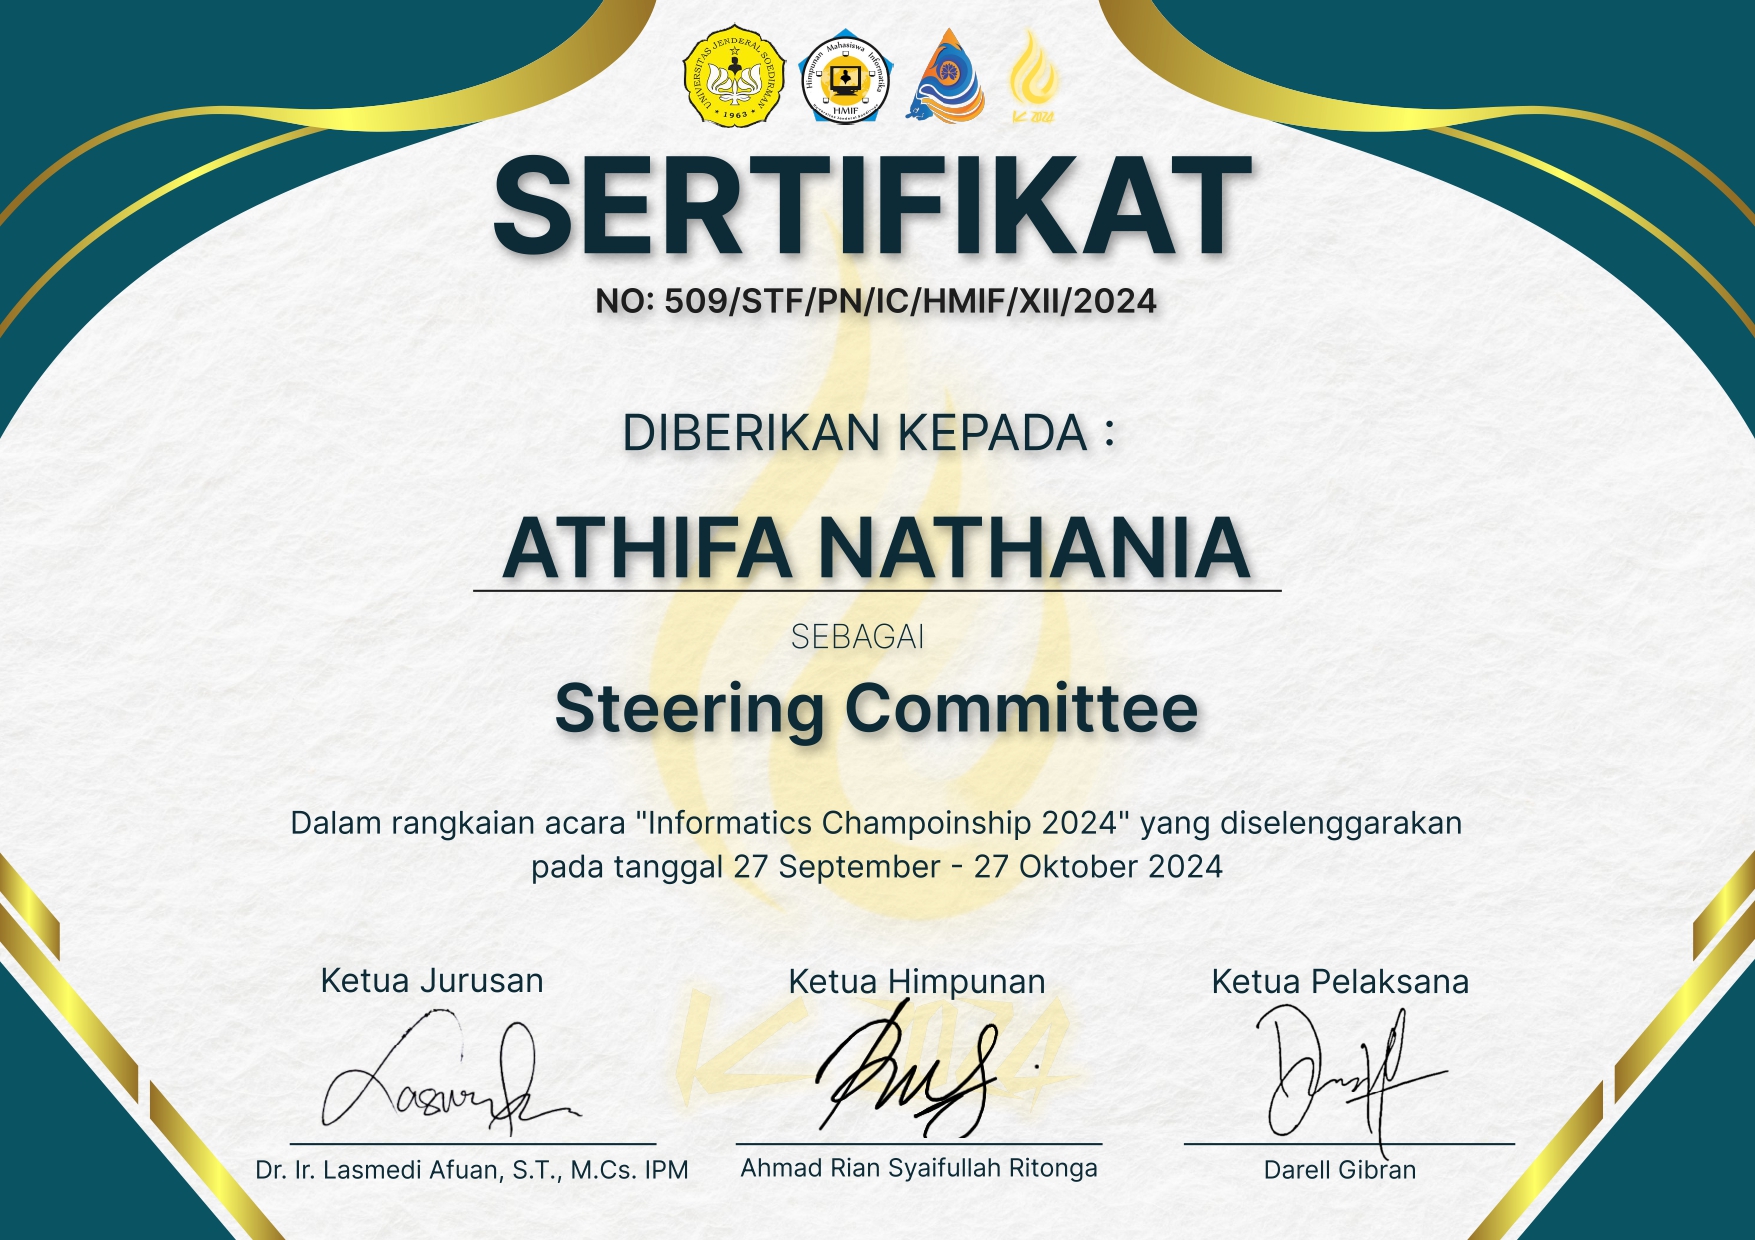 UNIVERSITAS JENDERAL SOEDIRMAN
1963
Himpunan Mahasiswa Informatika
HMIF
Universitas Jenderal Soedirman
SERTIFIKAT
NO: 509/STF/PN/IC/HMIF/XII/2024
DIBERIKAN KEPADA :
ATHIFA NATHANIA
SEBAGAI
Steering Committee
Dalam rangkaian acara "Informatics Champoinship 2024" yang diselenggarakan
pada tanggal 27 September - 27 Oktober 2024
Ketua Jurusan
Ketua Himpunan
Ketua Pelaksana
Dr. Ir. Lasmedi Afuan, S.T., M.Cs. IPM
Ahmad Rian Syaifullah Ritonga
Darell Gibran